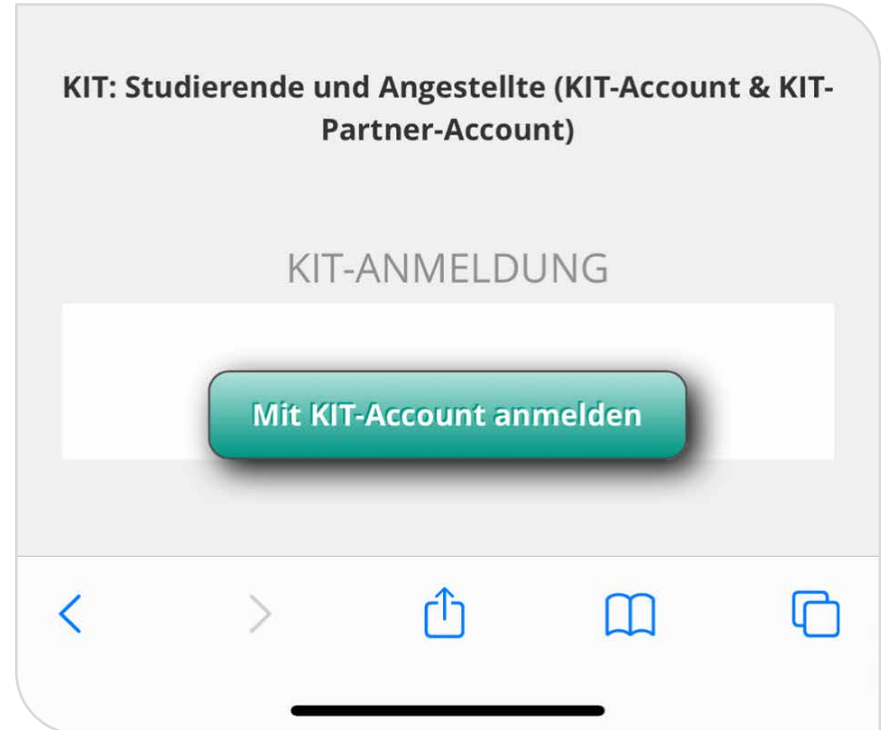 KIT: Studierende und Angestellte (KIT-Account & KIT-
Partner-Account)
KIT-ANMELDUNG
Mit KIT-Account anmelden